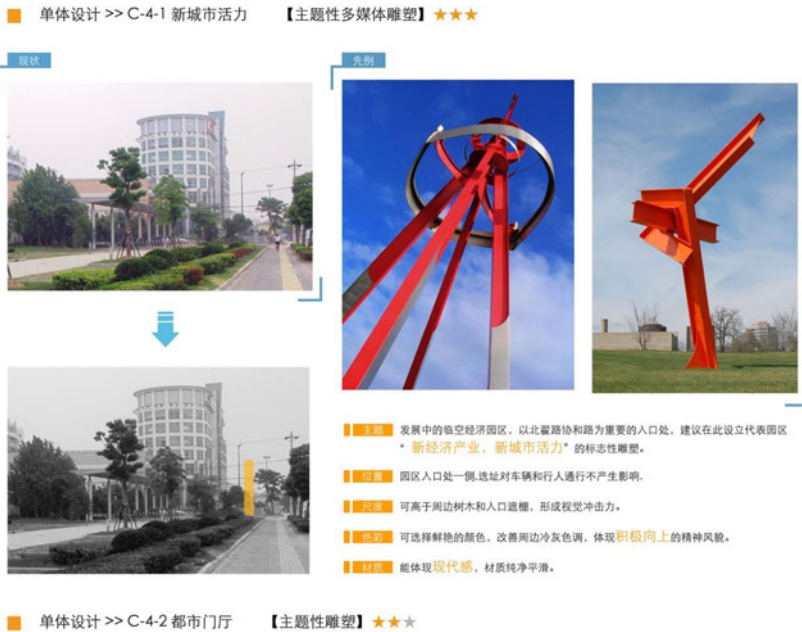 单体设计 >> C-4-1 新城市活力 【主题性多媒体雕塑】★★★
现状
先例
主题 发展中的临空经济园区，以北翟路协和路为重要的入口处，建议在此设立代表园区
“ 新经济产业，新城市活力”的标志性雕塑。
位置 园区入口处一侧.选址对车辆和行人通行不产生影响.
尺度 可高于周边树木和入口遮棚，形成视觉冲击力。
色彩 可选择鲜艳的颜色，改善周边冷灰色调，体现积极向上的精神风貌。
材质 能体现现代感，材质纯净平滑。
单体设计 >> C-4-2 都市门厅 【主题性雕塑】★★★